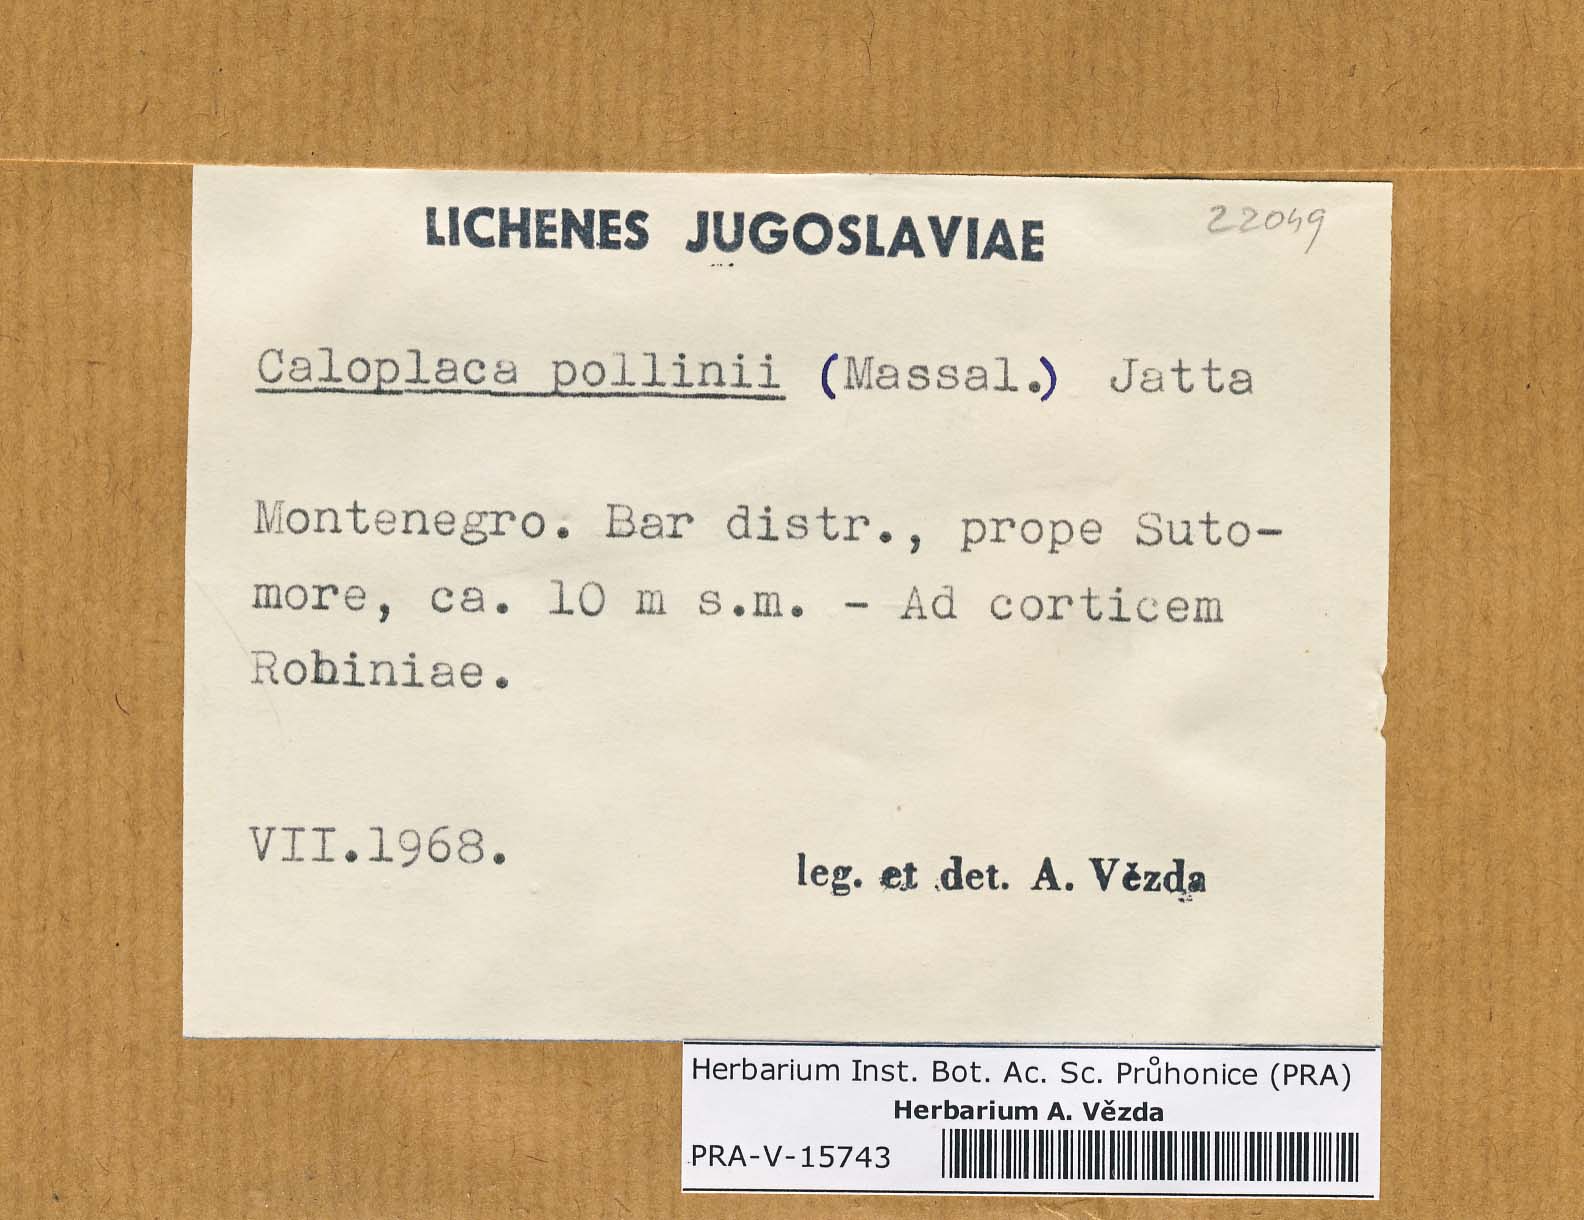 LICHENES JUGOSLAVIAE
22049
Caloplaca pollinii (Massal.) Jatta
Montenegro. Bar distr., prope Suto-
more, ca. 10 m s.m. - Ad corticem
Robiniae.
VII.1968.
leg. et det. A. Vězda
Herbarium Inst. Bot. Ac. Sc. Průhonice (PRA)
Herbarium A. Vězda
PRA-V-15743